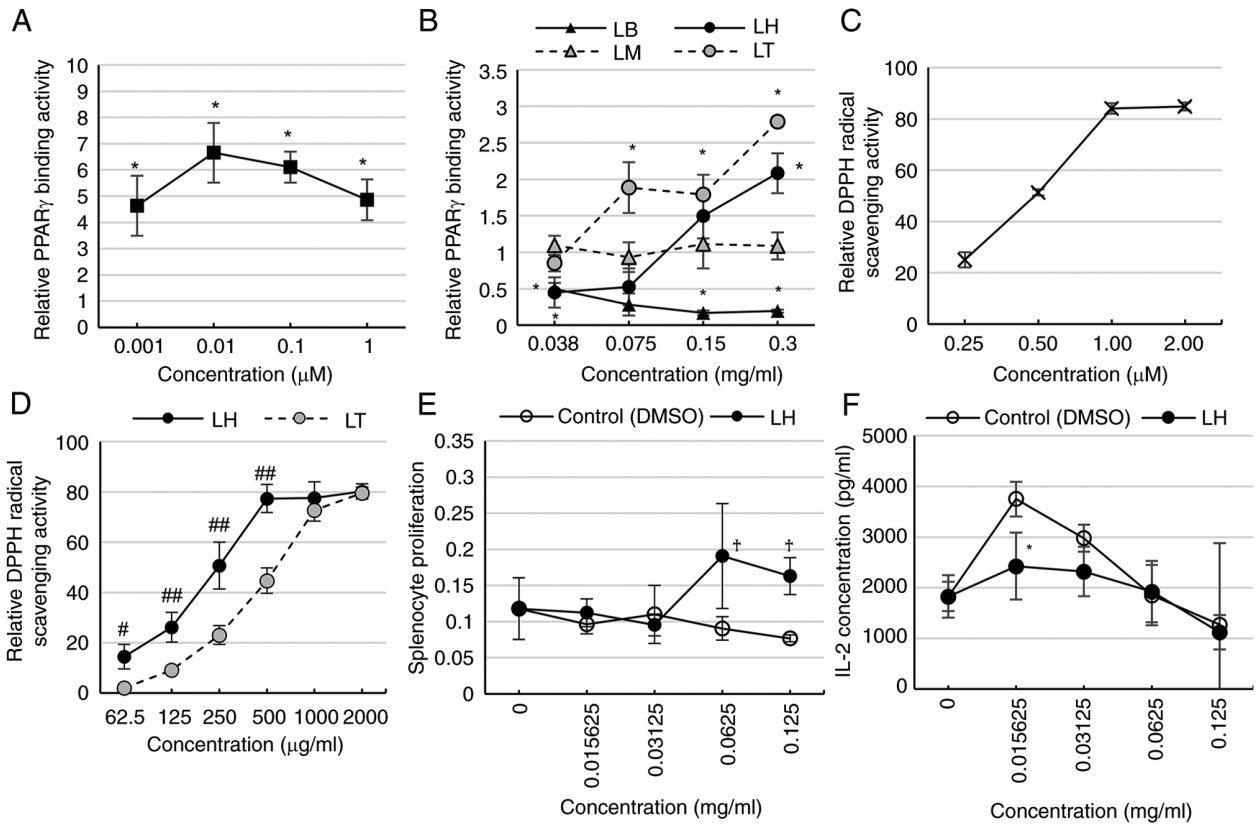 A
Relative PPARγ binding activity
10
9
8
7
6
5
4
3
2
1
0
*
*
*
*
0.001 0.01 0.1 1
Concentration (μM)
B
LB LH
LM LT
Relative PPARγ binding activity
3.5
3
2.5
2
1.5
1
0.5
0
*
*
*
*
*
*
*
*
0.038 0.075 0.15 0.3
Concentration (mg/ml)
C
Relative DPPH radical
scavenging activity
100
80
60
40
20
0
0.25 0.50 1.00 2.00
Concentration (μM)
D
LH LT
Relative DPPH radical
scavenging activity
100
80
60
40
20
0
#
##
##
##
62.5 125 250 500 1000 2000
Concentration (μg/ml)
E
Control (DMSO) LH
Splenocyte proliferation
0.35
0.3
0.25
0.2
0.15
0.1
0.05
0
†
†
0
0.015625
0.03125
0.0625
0.125
Concentration (mg/ml)
F
Control (DMSO) LH
IL-2 concentration (pg/ml)
5000
4000
3000
2000
1000
0
*
0
0.015625
0.03125
0.0625
0.125
Concentration (mg/ml)